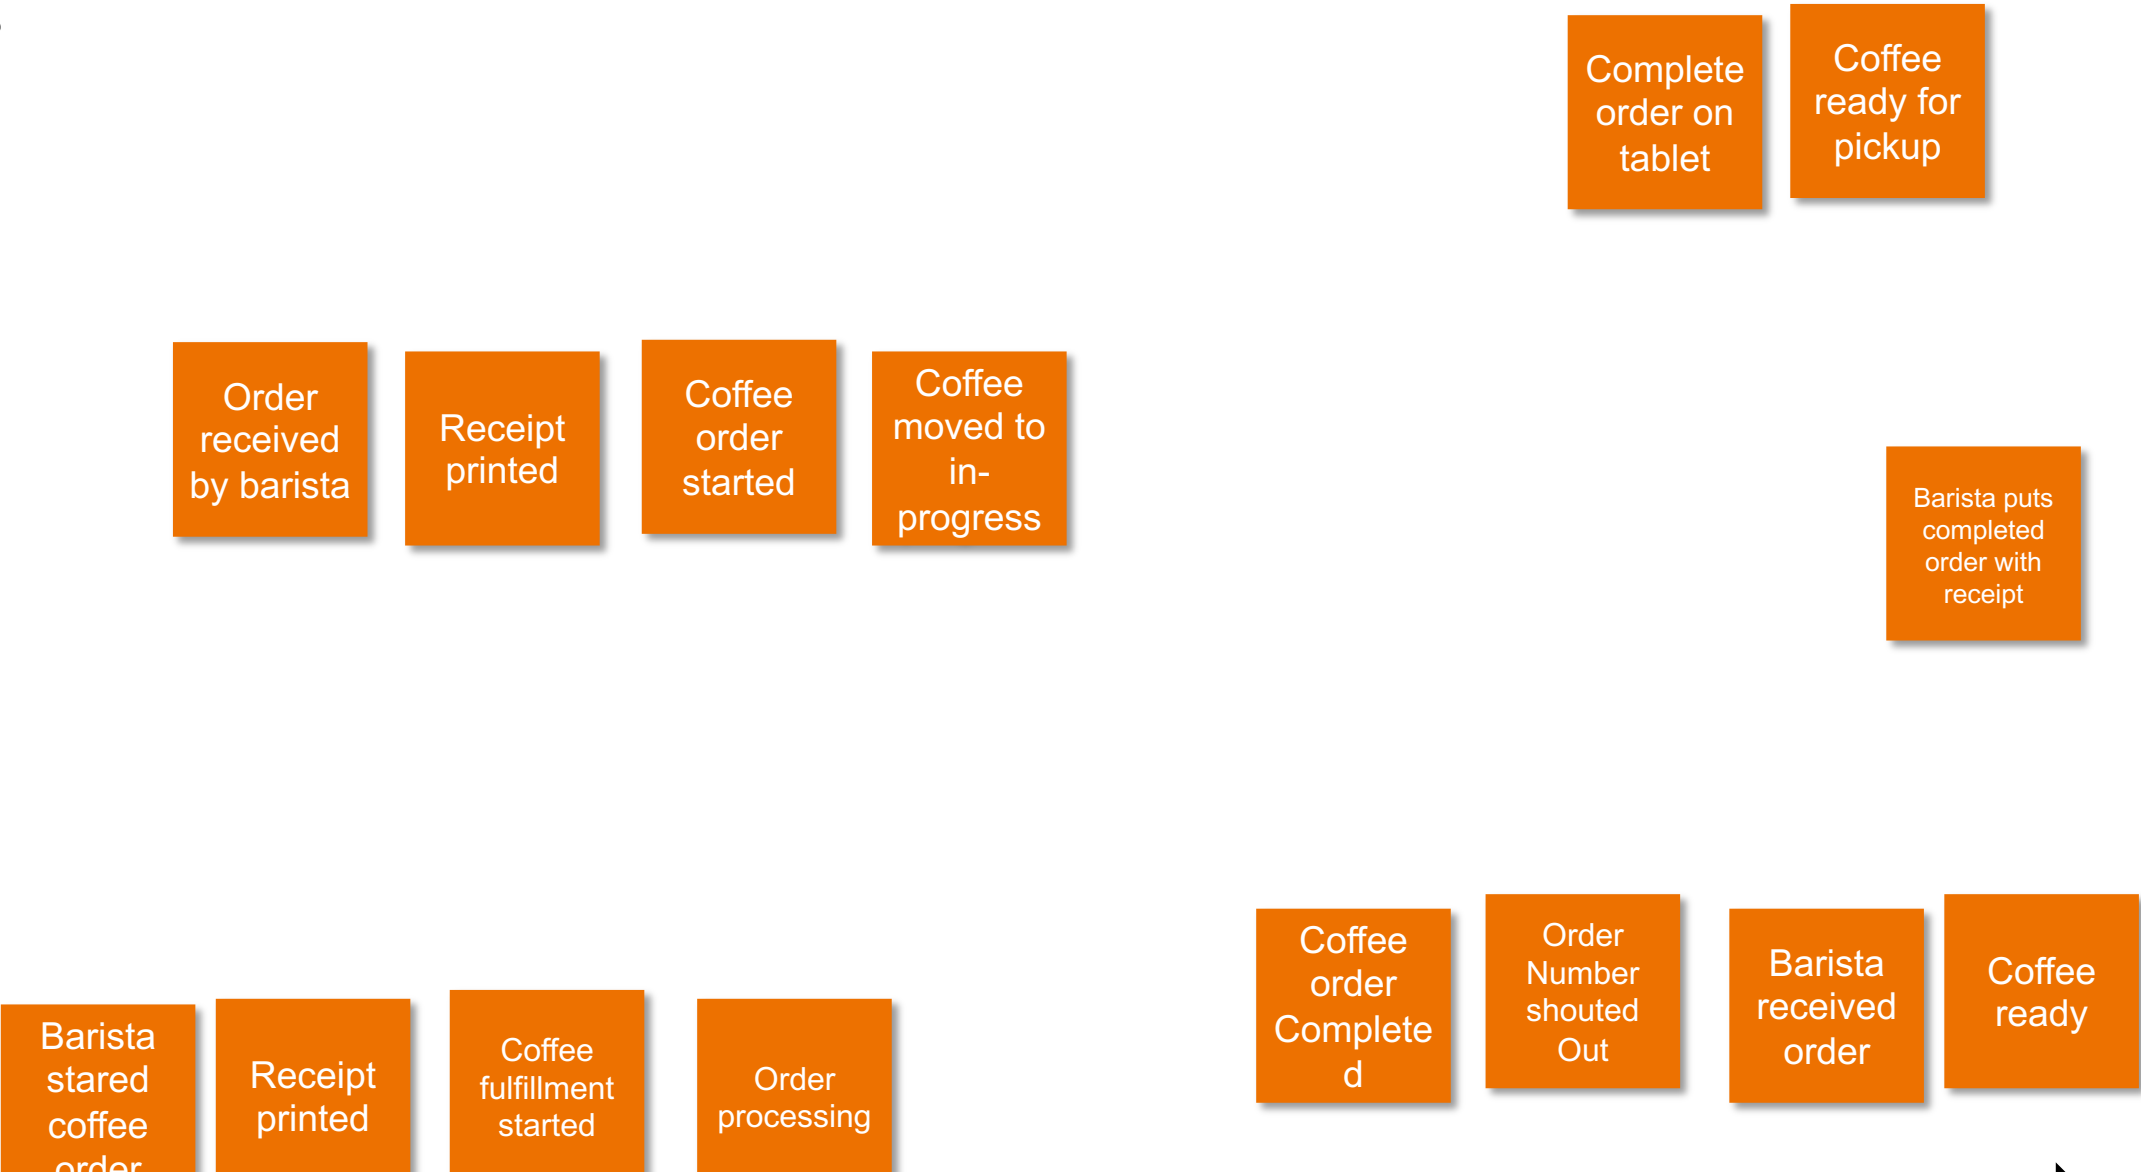 Complete
order on
tablet
Coffee
ready for
pickup
Order
received
by barista
Receipt
printed
Coffee
order
started
Coffee
moved to
in-
progress
Barista puts
completed
order with
receipt
Coffee
order
Complete
d
Order
Number
shouted
Out
Barista
received
order
Coffee
ready
Barista
stared
coffee
order
Receipt
printed
Coffee
fulfillment
started
Order
processing